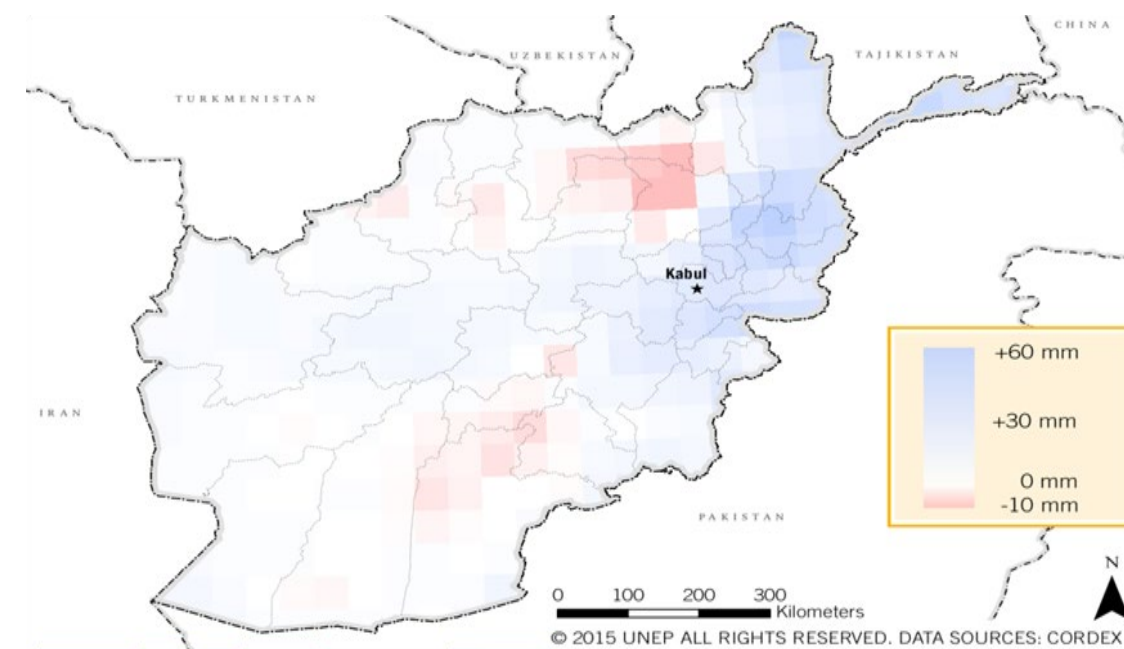 CHINA
UZBEKISTAN
TAJIKISTAN
TURKMENISTAN
Kabul
+60 mm
IRAN
+30 mm
0 mm
-10 mm
PAKISTAN
N
0 100 200 300
Kilometers
© 2015 UNEP ALL RIGHTS RESERVED. DATA SOURCES: CORDEX